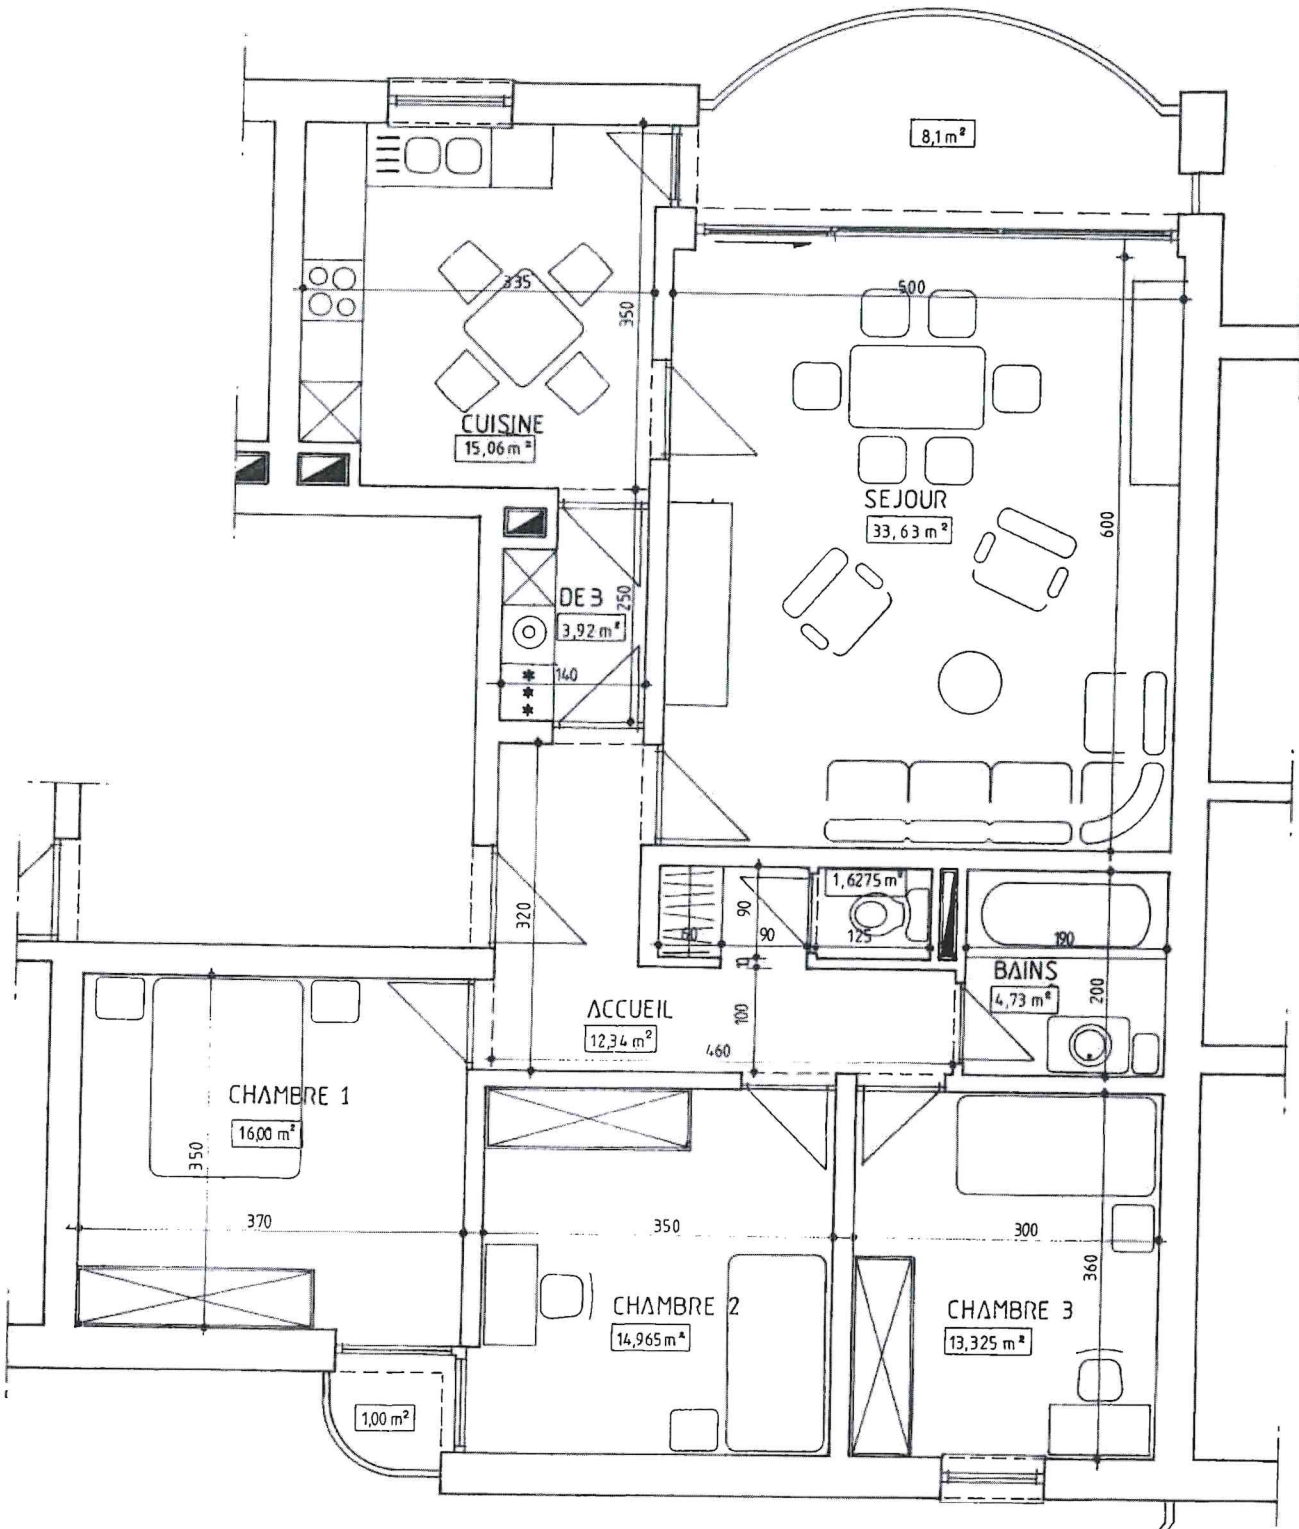 8,1 m²
335
500
350
CUISINE
15,06 m²
SEJOUR
33,63 m²
600
DEB
3,92 m²
250
140
***
320
90
1,6275 m²
60
90
125
190
10
BAINS
4,73 m²
200
100
ACCUEIL
12,34 m²
460
CHAMBRE 1
16,00 m²
350
370
350
300
360
CHAMBRE 2
14,965 m²
CHAMBRE 3
13,325 m²
1,00 m²